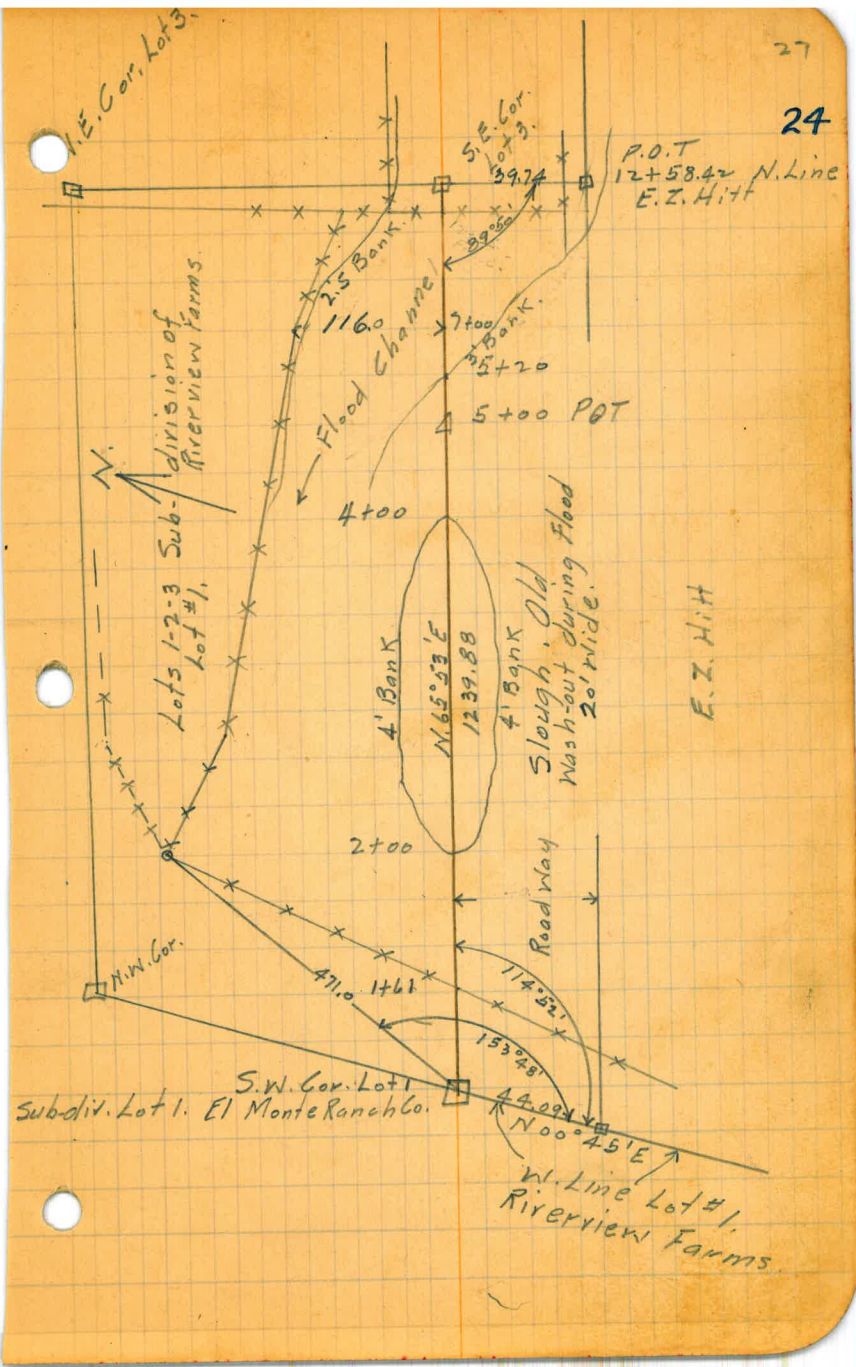 27
24
N.E. Cor. Lot 3.
S.E. Cor.
Lot 3.
39.74
P.O.T
12+58.42 N. Line
E.Z. Hitt
89°50'
2.5 Bank.
116.0
Flood Channel
7+00
3' Bank.
5+20
5+00 POT
N.
Lots 1-2-3 Sub-division of
Lot #1. Riverview Farms.
4+00
4' Bank
N.65°53'E
1239.88
4' Bank
Slough. Old
Wash-out during Flood
20' Wide.
E.Z. Hitt
2+00
Roadway
N.W. Cor.
471.0
1+61
114°52'
153°48'
S.W. Cor. Lot 1
Sub-div. Lot 1. El Monte Ranch Co.
44.09
N00°45'E
W. Line Lot #1.
Riverview Farms.